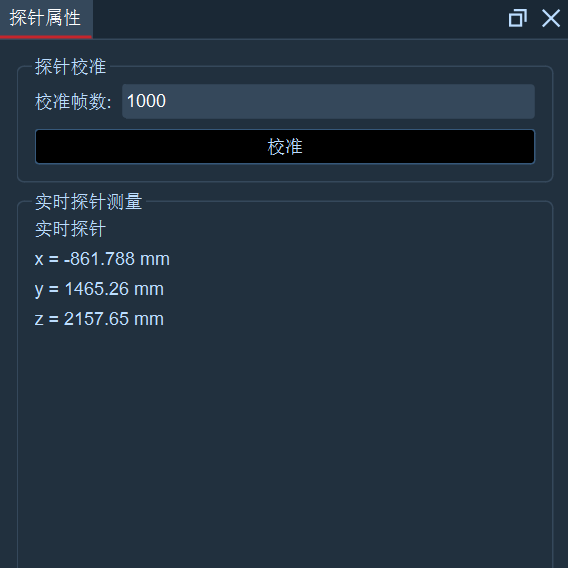 探针属性
探针校准
校准帧数: 1000
校准
实时探针测量
实时探针
x = -861.788 mm
y = 1465.26 mm
z = 2157.65 mm